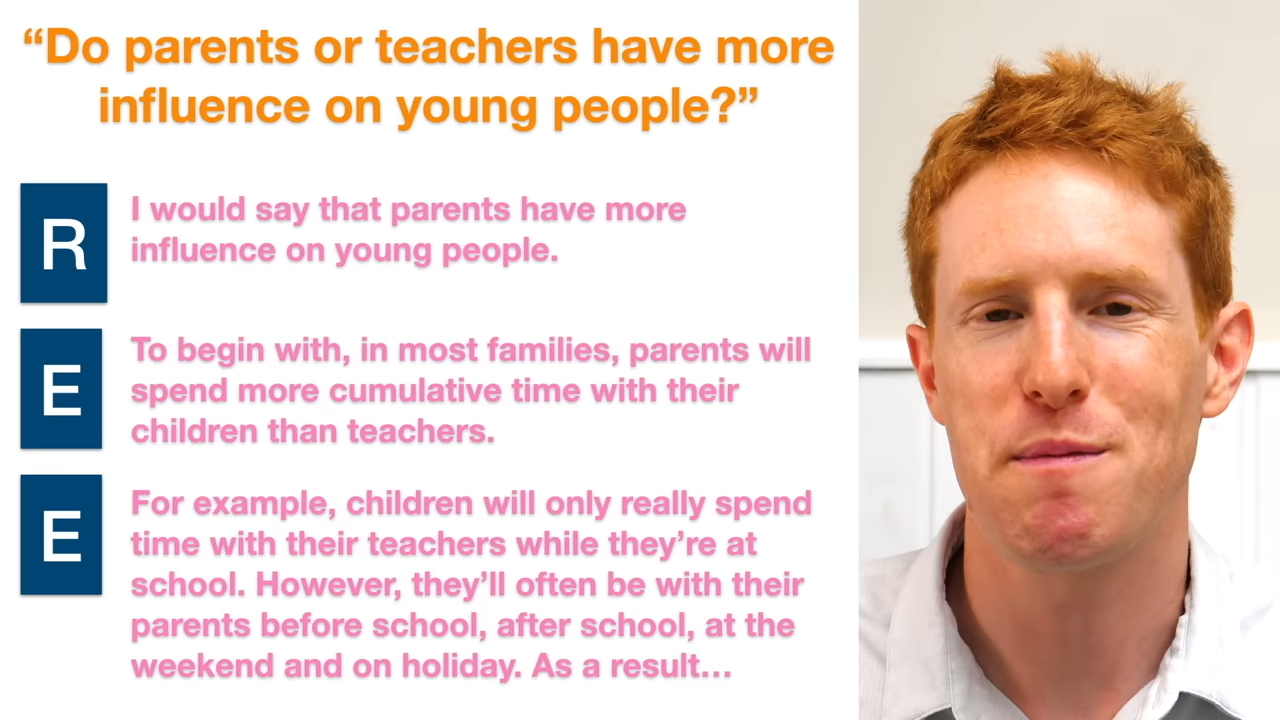 “Do parents or teachers have more
influence on young people?”
R
I would say that parents have more
influence on young people.
E
To begin with, in most families, parents will
spend more cumulative time with their
children than teachers.
E
For example, children will only really spend
time with their teachers while they’re at
school. However, they’ll often be with their
parents before school, after school, at the
weekend and on holiday. As a result…